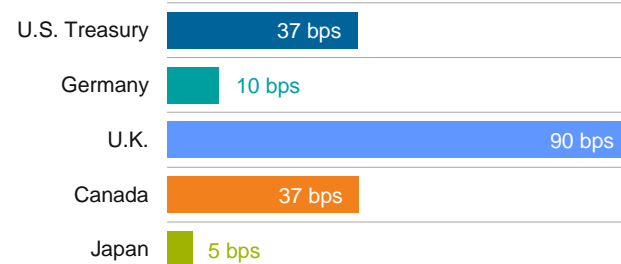 U.S. Treasury 37 bps
Germany 10 bps
U.K. 90 bps
Canada 37 bps
Japan 5 bps